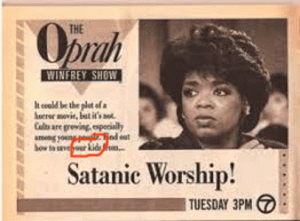 THE
Oprah
WINFREY SHOW
It could be the plot of a
horror movie, but it's not.
Cults are growing, especially
among young people. Find out
how to save your kids from...
Satanic Worship!
TUESDAY 3PM 7